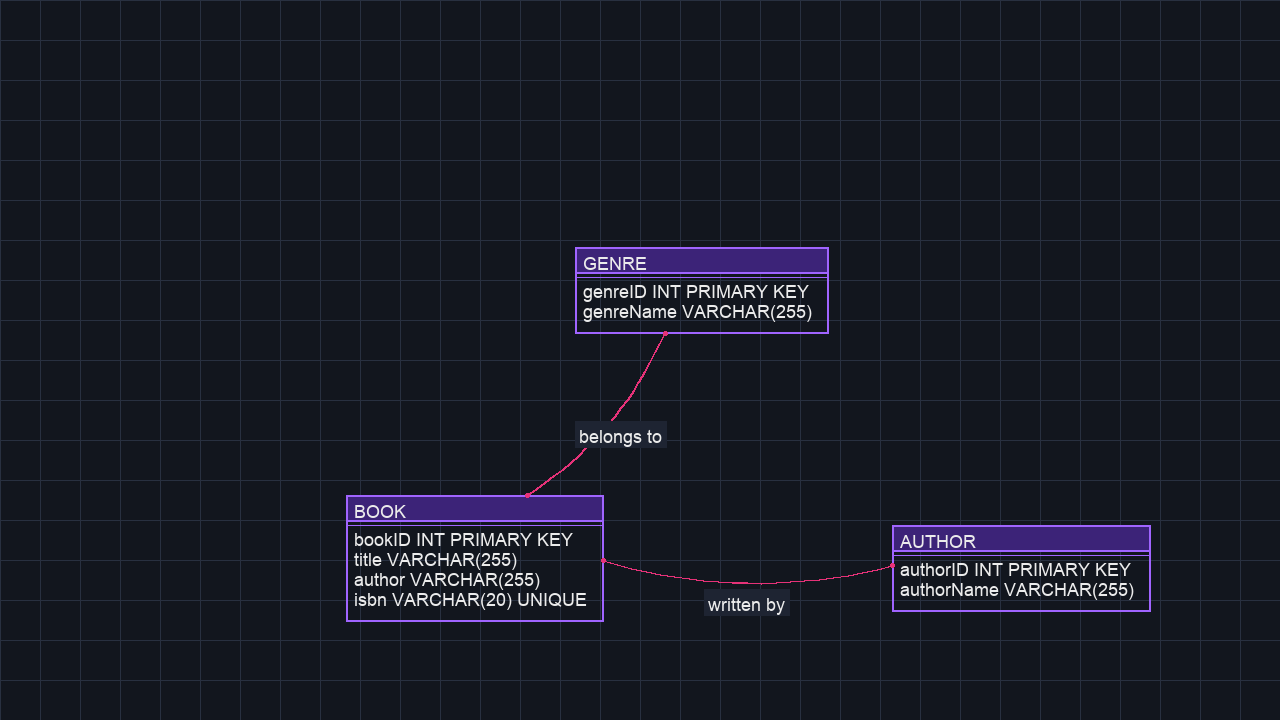 GENRE
genreID INT PRIMARY KEY
genreName VARCHAR(255)
belongs to
BOOK
bookID INT PRIMARY KEY
title VARCHAR(255)
author VARCHAR(255)
isbn VARCHAR(20) UNIQUE
written by
AUTHOR
authorID INT PRIMARY KEY
authorName VARCHAR(255)